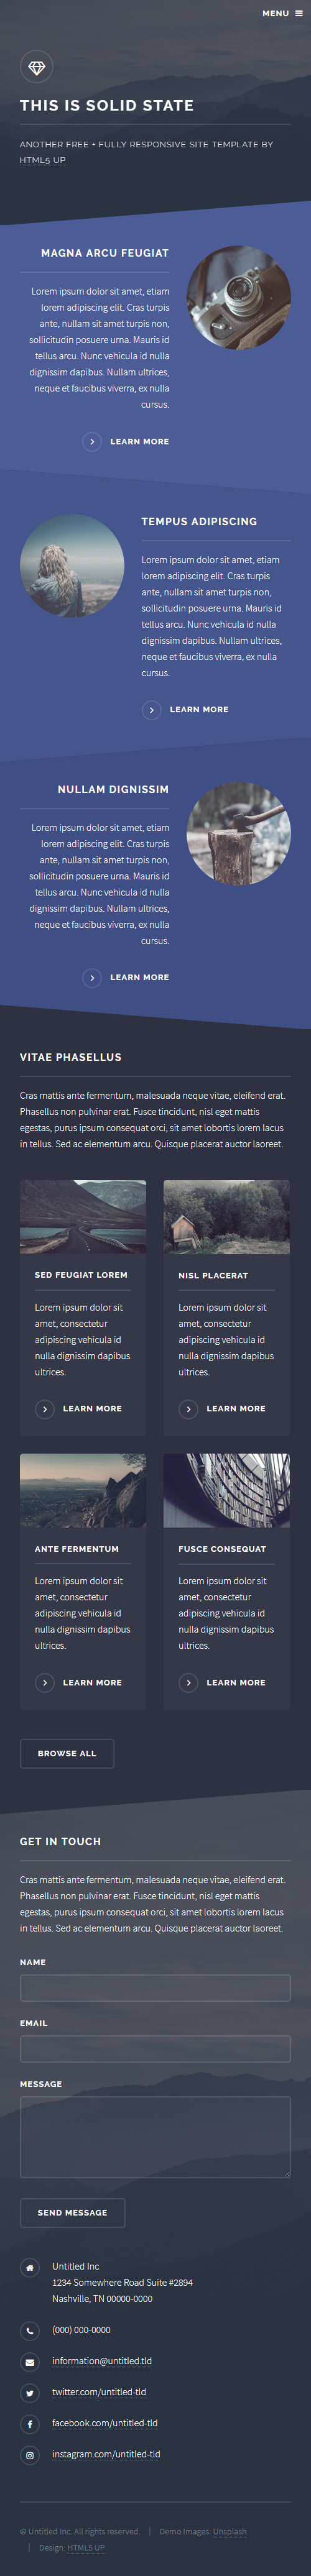 MENU
THIS IS SOLID STATE
ANOTHER FREE + FULLY RESPONSIVE SITE TEMPLATE BY
HTML5 UP
MAGNA ARCU FEUGIAT
Lorem ipsum dolor sit amet, etiam
lorem adipiscing elit. Cras turpis
ante, nullam sit amet turpis non,
sollicitudin posuere urna. Mauris id
tellus arcu. Nunc vehicula id nulla
dignissim dapibus. Nullam ultrices,
neque et faucibus viverra, ex nulla
cursus.
LEARN MORE
TEMPUS ADIPISCING
Lorem ipsum dolor sit amet, etiam
lorem adipiscing elit. Cras turpis
ante, nullam sit amet turpis non,
sollicitudin posuere urna. Mauris id
tellus arcu. Nunc vehicula id nulla
dignissim dapibus. Nullam ultrices,
neque et faucibus viverra, ex nulla
cursus.
LEARN MORE
NULLAM DIGNISSIM
Lorem ipsum dolor sit amet, etiam
lorem adipiscing elit. Cras turpis
ante, nullam sit amet turpis non,
sollicitudin posuere urna. Mauris id
tellus arcu. Nunc vehicula id nulla
dignissim dapibus. Nullam ultrices,
neque et faucibus viverra, ex nulla
cursus.
LEARN MORE
VITAE PHASELLUS
Cras mattis ante fermentum, malesuada neque vitae, eleifend erat.
Phasellus non pulvinar erat. Fusce tincidunt, nisl eget mattis
egestas, purus ipsum consequat orci, sit amet lobortis lorem lacus
in tellus. Sed ac elementum arcu. Quisque placerat auctor laoreet.
SED FEUGIAT LOREM
Lorem ipsum dolor sit
amet, consectetur
adipiscing vehicula id
nulla dignissim dapibus
ultrices.
LEARN MORE
NISL PLACERAT
Lorem ipsum dolor sit
amet, consectetur
adipiscing vehicula id
nulla dignissim dapibus
ultrices.
LEARN MORE
ANTE FERMENTUM
Lorem ipsum dolor sit
amet, consectetur
adipiscing vehicula id
nulla dignissim dapibus
ultrices.
LEARN MORE
FUSCE CONSEQUAT
Lorem ipsum dolor sit
amet, consectetur
adipiscing vehicula id
nulla dignissim dapibus
ultrices.
LEARN MORE
BROWSE ALL
GET IN TOUCH
Cras mattis ante fermentum, malesuada neque vitae, eleifend erat.
Phasellus non pulvinar erat. Fusce tincidunt, nisl eget mattis
egestas, purus ipsum consequat orci, sit amet lobortis lorem lacus
in tellus. Sed ac elementum arcu. Quisque placerat auctor laoreet.
NAME
EMAIL
MESSAGE
SEND MESSAGE
Untitled Inc
1234 Somewhere Road Suite #2894
Nashville, TN 00000-0000
(000) 000-0000
information@untitled.tld
twitter.com/untitled-tld
facebook.com/untitled-tld
instagram.com/untitled-tld
© Untitled Inc. All rights reserved. Demo Images: Unsplash
Design: HTML5 UP